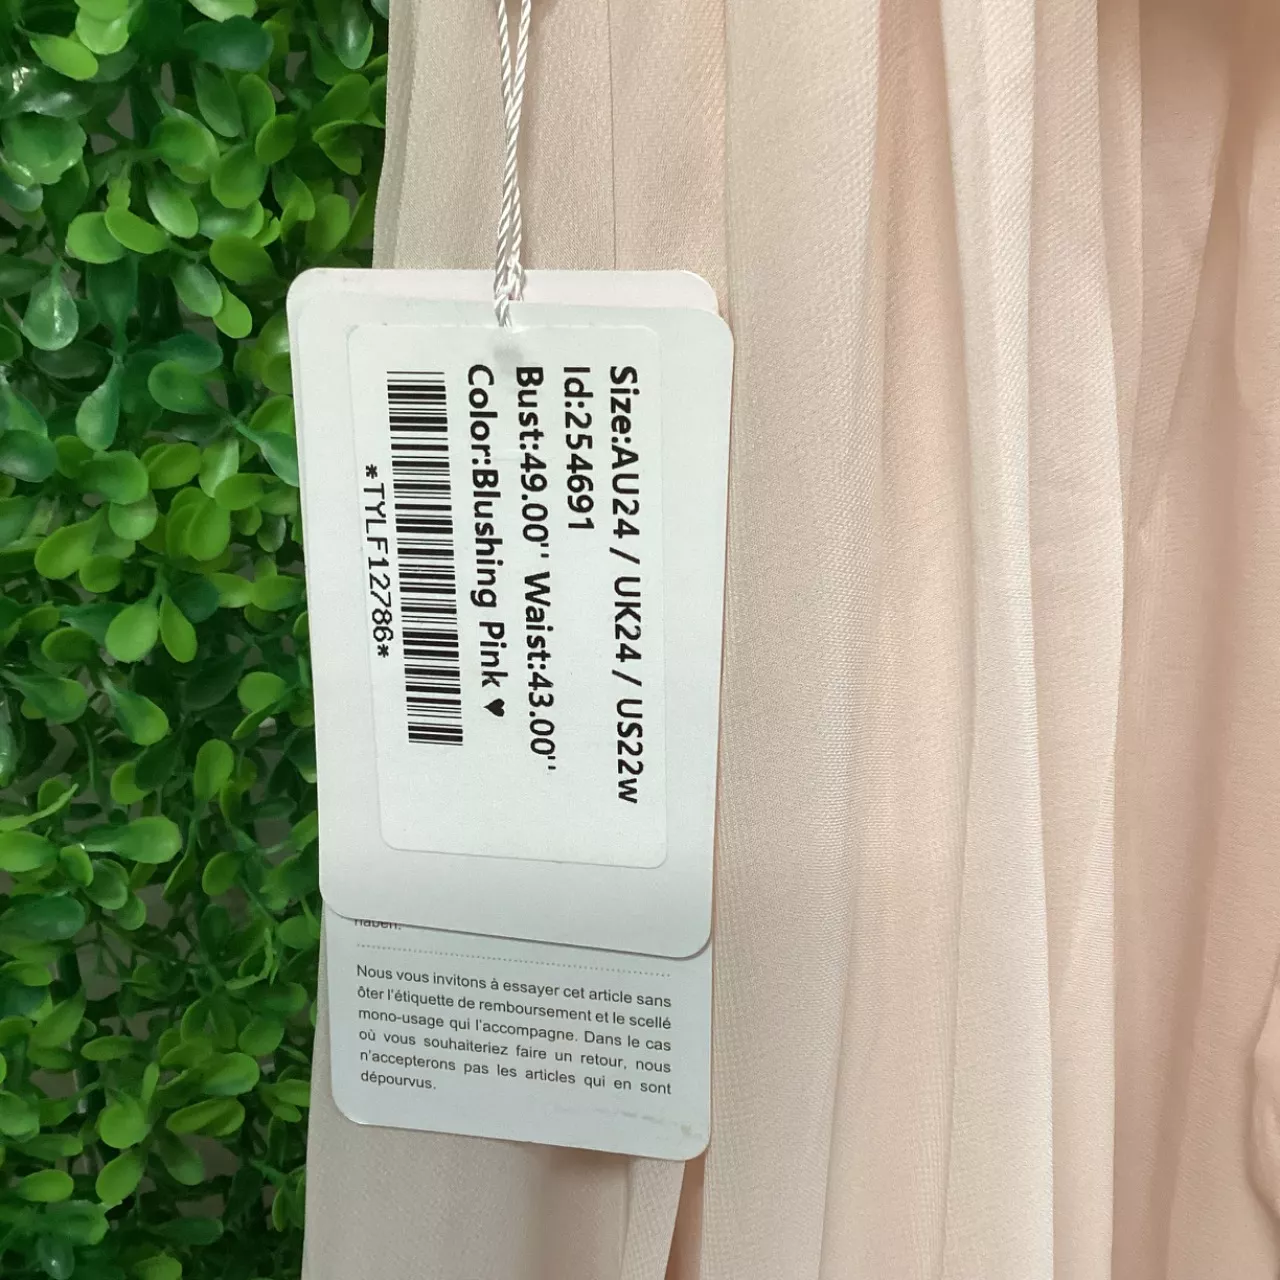 Size:AU24 / UK24 / US22w
Id:254691
Bust:49.00'' Waist:43.00''
Color:Blushing Pink ♥
*TYLF12786*
haben.
Nous vous invitons à essayer cet article sans
ôter l'étiquette de remboursement et le scellé
mono-usage qui l'accompagne. Dans le cas
où vous souhaiteriez faire un retour, nous
n'accepterons pas les articles qui en sont
dépourvus.